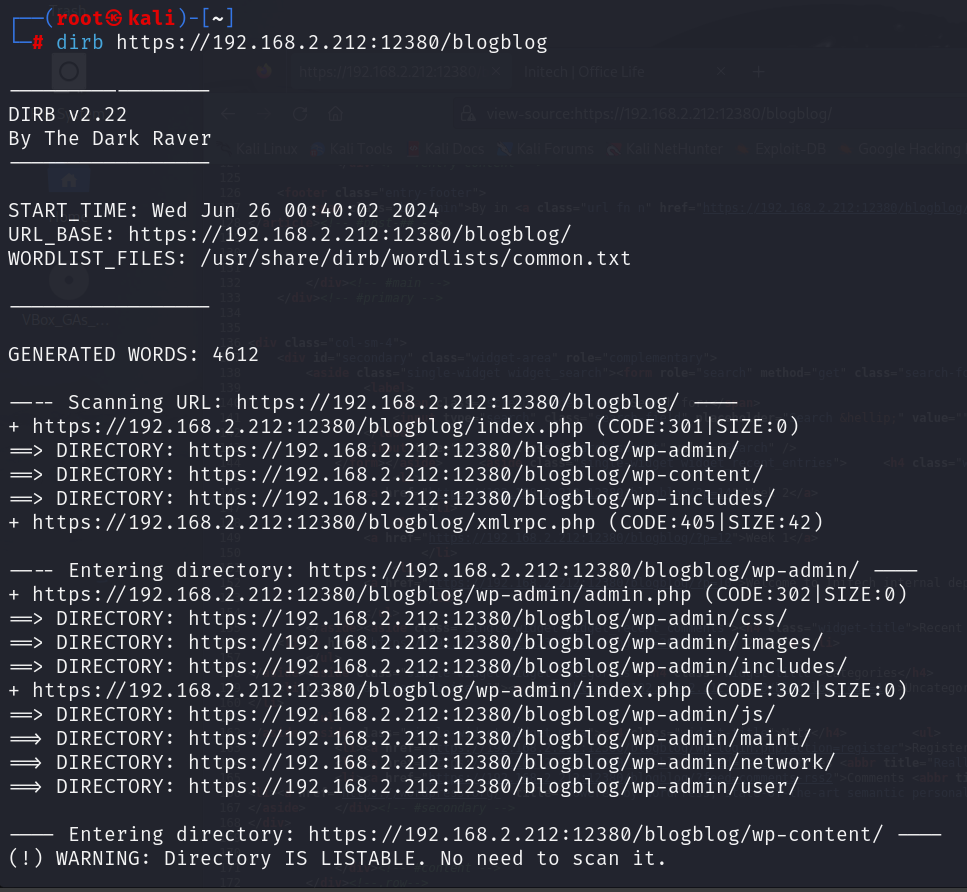 ┌──(root㉿kali)-[~]
└─# dirb https://192.168.2.212:12380/blogblog
-----------------
DIRB v2.22
By The Dark Raver
-----------------
START_TIME: Wed Jun 26 00:40:02 2024
URL_BASE: https://192.168.2.212:12380/blogblog/
WORDLIST_FILES: /usr/share/dirb/wordlists/common.txt
-----------------
GENERATED WORDS: 4612
---- Scanning URL: https://192.168.2.212:12380/blogblog/ ----
+ https://192.168.2.212:12380/blogblog/index.php (CODE:301|SIZE:0)
==> DIRECTORY: https://192.168.2.212:12380/blogblog/wp-admin/
==> DIRECTORY: https://192.168.2.212:12380/blogblog/wp-content/
==> DIRECTORY: https://192.168.2.212:12380/blogblog/wp-includes/
+ https://192.168.2.212:12380/blogblog/xmlrpc.php (CODE:405|SIZE:42)
---- Entering directory: https://192.168.2.212:12380/blogblog/wp-admin/ ----
+ https://192.168.2.212:12380/blogblog/wp-admin/admin.php (CODE:302|SIZE:0)
==> DIRECTORY: https://192.168.2.212:12380/blogblog/wp-admin/css/
==> DIRECTORY: https://192.168.2.212:12380/blogblog/wp-admin/images/
==> DIRECTORY: https://192.168.2.212:12380/blogblog/wp-admin/includes/
+ https://192.168.2.212:12380/blogblog/wp-admin/index.php (CODE:302|SIZE:0)
==> DIRECTORY: https://192.168.2.212:12380/blogblog/wp-admin/js/
==> DIRECTORY: https://192.168.2.212:12380/blogblog/wp-admin/maint/
==> DIRECTORY: https://192.168.2.212:12380/blogblog/wp-admin/network/
==> DIRECTORY: https://192.168.2.212:12380/blogblog/wp-admin/user/
---- Entering directory: https://192.168.2.212:12380/blogblog/wp-content/ ----
(!) WARNING: Directory IS LISTABLE. No need to scan it.